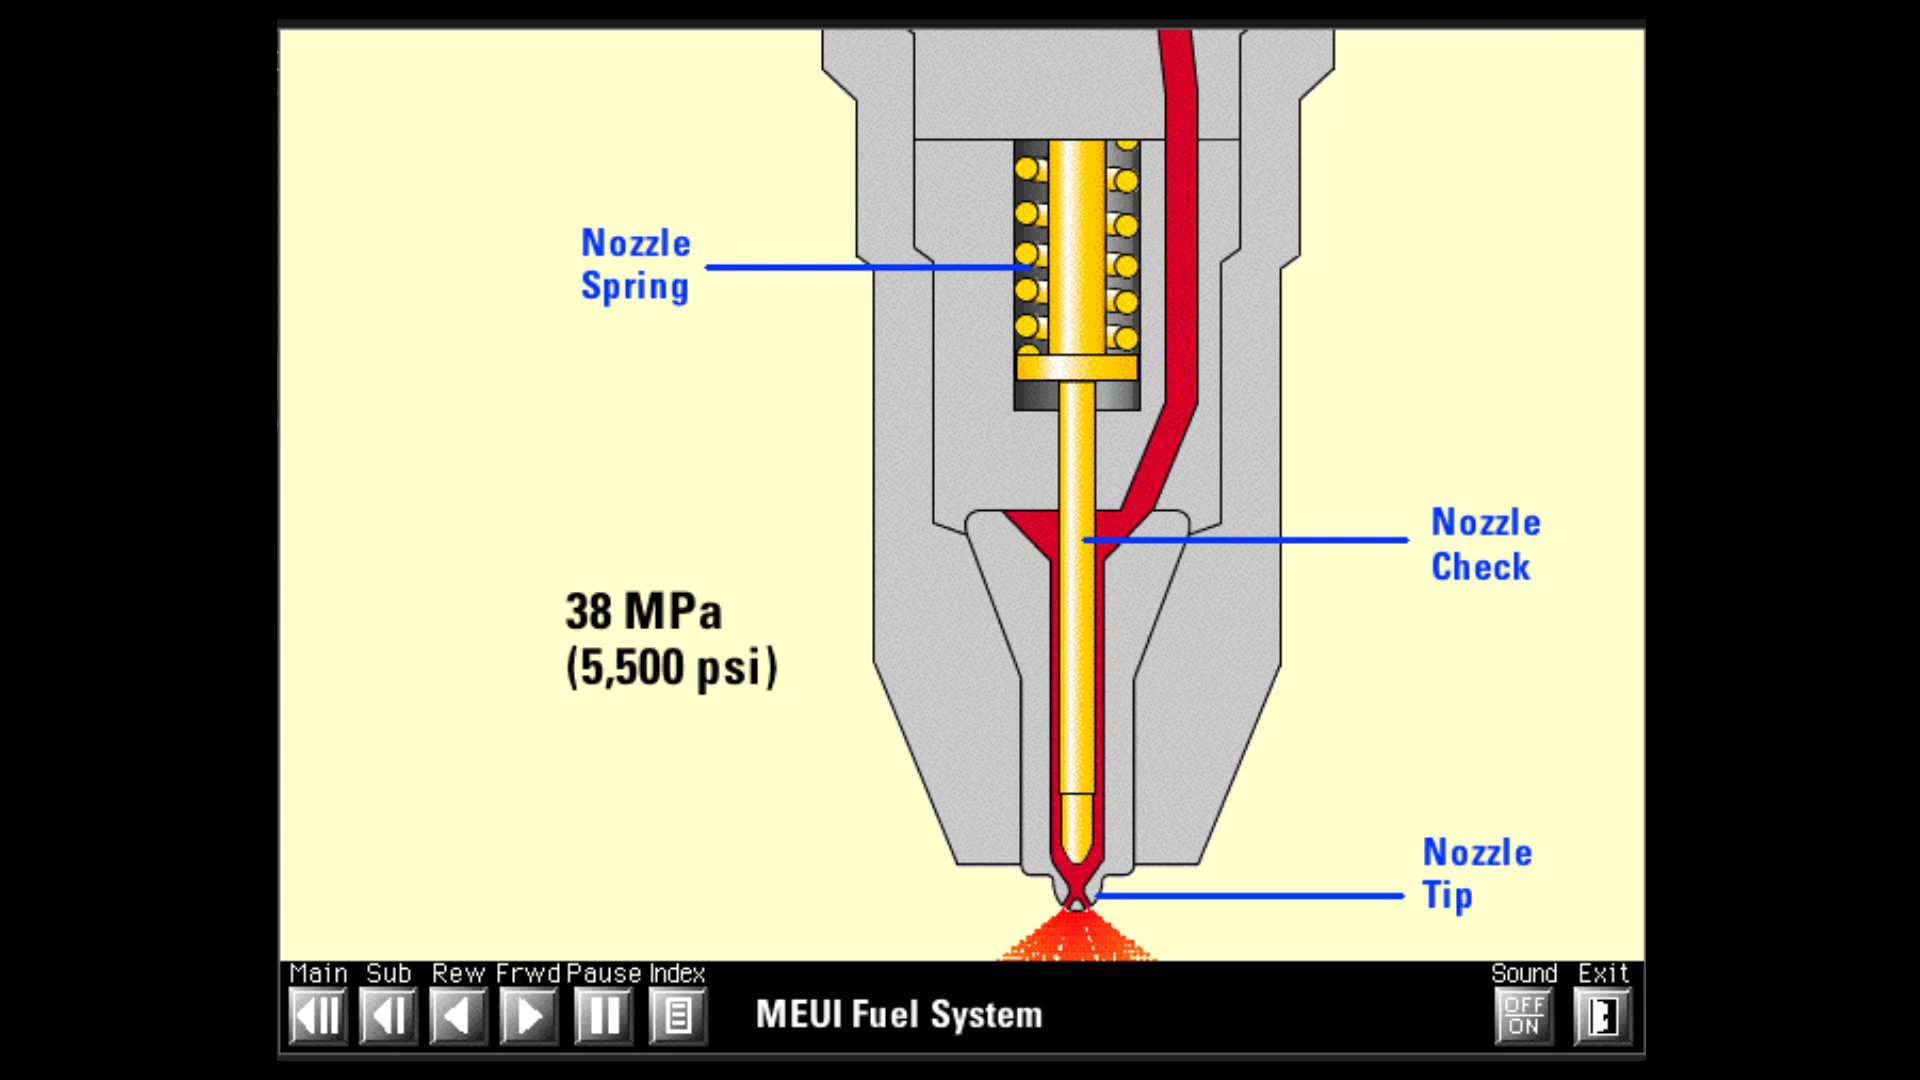 Nozzle
Spring
Nozzle
Check
38 MPa
(5,500 psi)
Nozzle
Tip
Main Sub Rew Frwd Pause Index
Sound Exit
MEUI Fuel System
OFF
ON